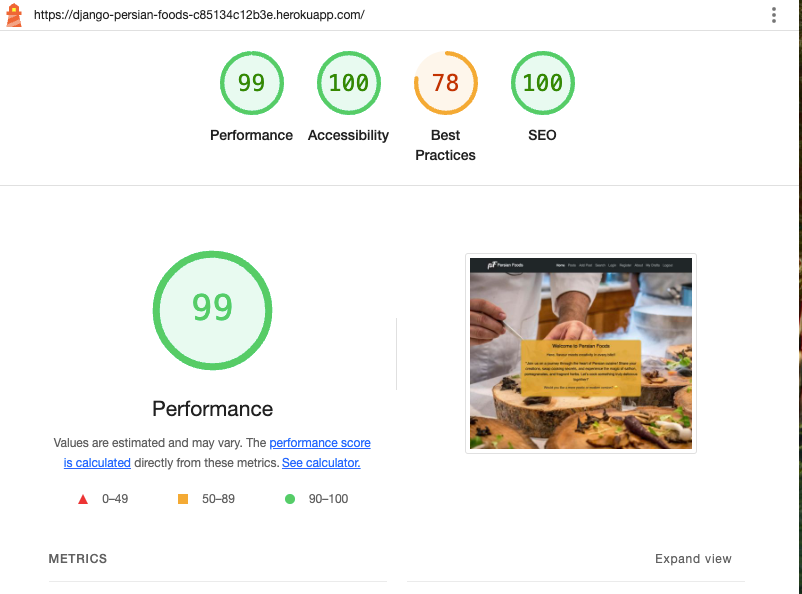 https://django-persian-foods-c85134c12b3e.herokuapp.com/
99
100
78
100
Performance
Accessibility
Best
Practices
SEO
99
Performance
Values are estimated and may vary. The performance score
is calculated directly from these metrics. See calculator.
0–49
50–89
90–100
Persian Foods
Home Posts Add Post Search Login Register About My Drafts Logout
Welcome to Persian Foods
METRICS
Expand view